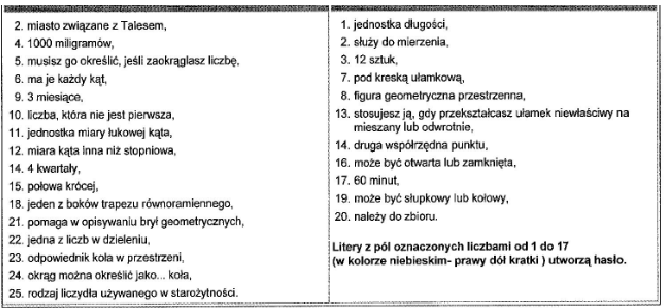 2. miasto związane z Talesem,
4. 1000 miligramów,
5. musisz go określić, jeśli zaokrąglasz liczbę,
6. ma je każdy kąt,
9. 3 miesiące,
10. liczba, która nie jest pierwsza,
11. jednostka miary łukowej kąta,
12. miara kąta inna niż stopniowa,
14. 4 kwartały,
15. połowa krócej,
18. jeden z boków trapezu równoramiennego,
21. pomaga w opisywaniu brył geometrycznych,
22. jedna z liczb w dzieleniu,
23. odpowiednik koła w przestrzeni,
24. okrąg można określić jako... koła,
25. rodzaj liczydła używanego w starożytności.
1. jednostka długości,
2. służy do mierzenia,
3. 12 sztuk,
7. pod kreską ułamkową,
8. figura geometryczna przestrzenna,
13. stosujesz ją, gdy przekształcasz ułamek niewłaściwy na
mieszany lub odwrotnie,
14. druga współrzędna punktu,
16. może być otwarta lub zamknięta,
17. 60 minut,
19. może być słupkowy lub kołowy,
20. należy do zbioru.
Litery z pól oznaczonych liczbami od 1 do 17
(w kolorze niebieskim- prawy dół kratki ) utworzą hasło.